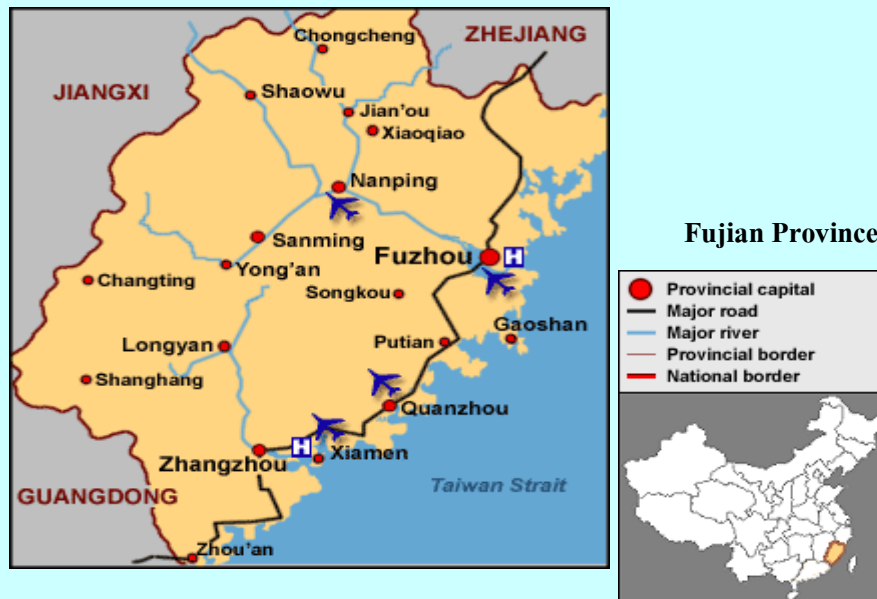 Chongcheng
ZHEJIANG
JIANGXI
Shaowu
Jian'ou
Xiaoqiao
Nanping
Sanming
Fuzhou
H
Yong'an
Changting
Songkou
Gaoshan
Longyan
Putian
Shanghang
Quanzhou
H
Xiamen
Zhangzhou
Taiwan Strait
GUANGDONG
Zhou'an
Fujian Province
Provincial capital
Major road
Major river
Provincial border
National border